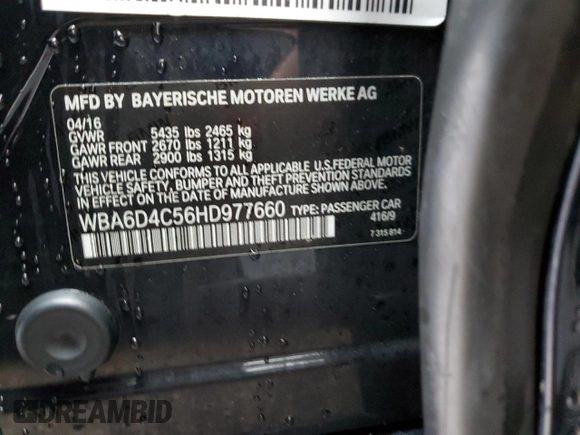 MFD BY BAYERISCHE MOTOREN WERKE AG
04/16
GVWR 5435 lbs 2465 kg
GAWR FRONT 2670 lbs 1211 kg
GAWR REAR 2900 lbs 1315 kg
THIS VEHICLE CONFORMS TO ALL APPLICABLE U.S.FEDERAL MOTOR
VEHICLE SAFETY, BUMPER, AND THEFT PREVENTION STANDARDS
IN EFFECT ON THE DATE OF MANUFACTURE SHOWN ABOVE.
WBA6D4C56HD977660 TYPE: PASSENGER CAR
416/9
7 315 814
DREAMBID